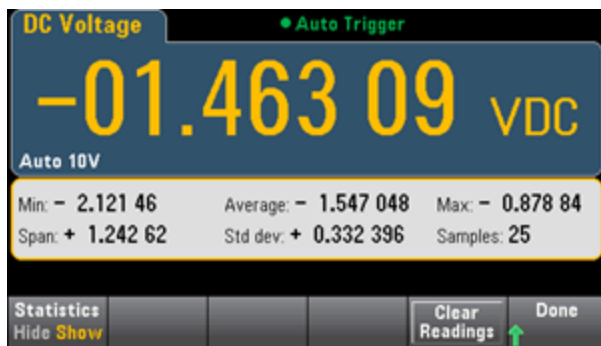 DC Voltage ● Auto Trigger
−01.463 09 VDC
Auto 10V
Min: − 2.121 46 Average: − 1.547 048 Max: − 0.878 84
Span: + 1.242 62 Std dev: + 0.332 396 Samples: 25
Statistics Clear Done
Hide Show Readings